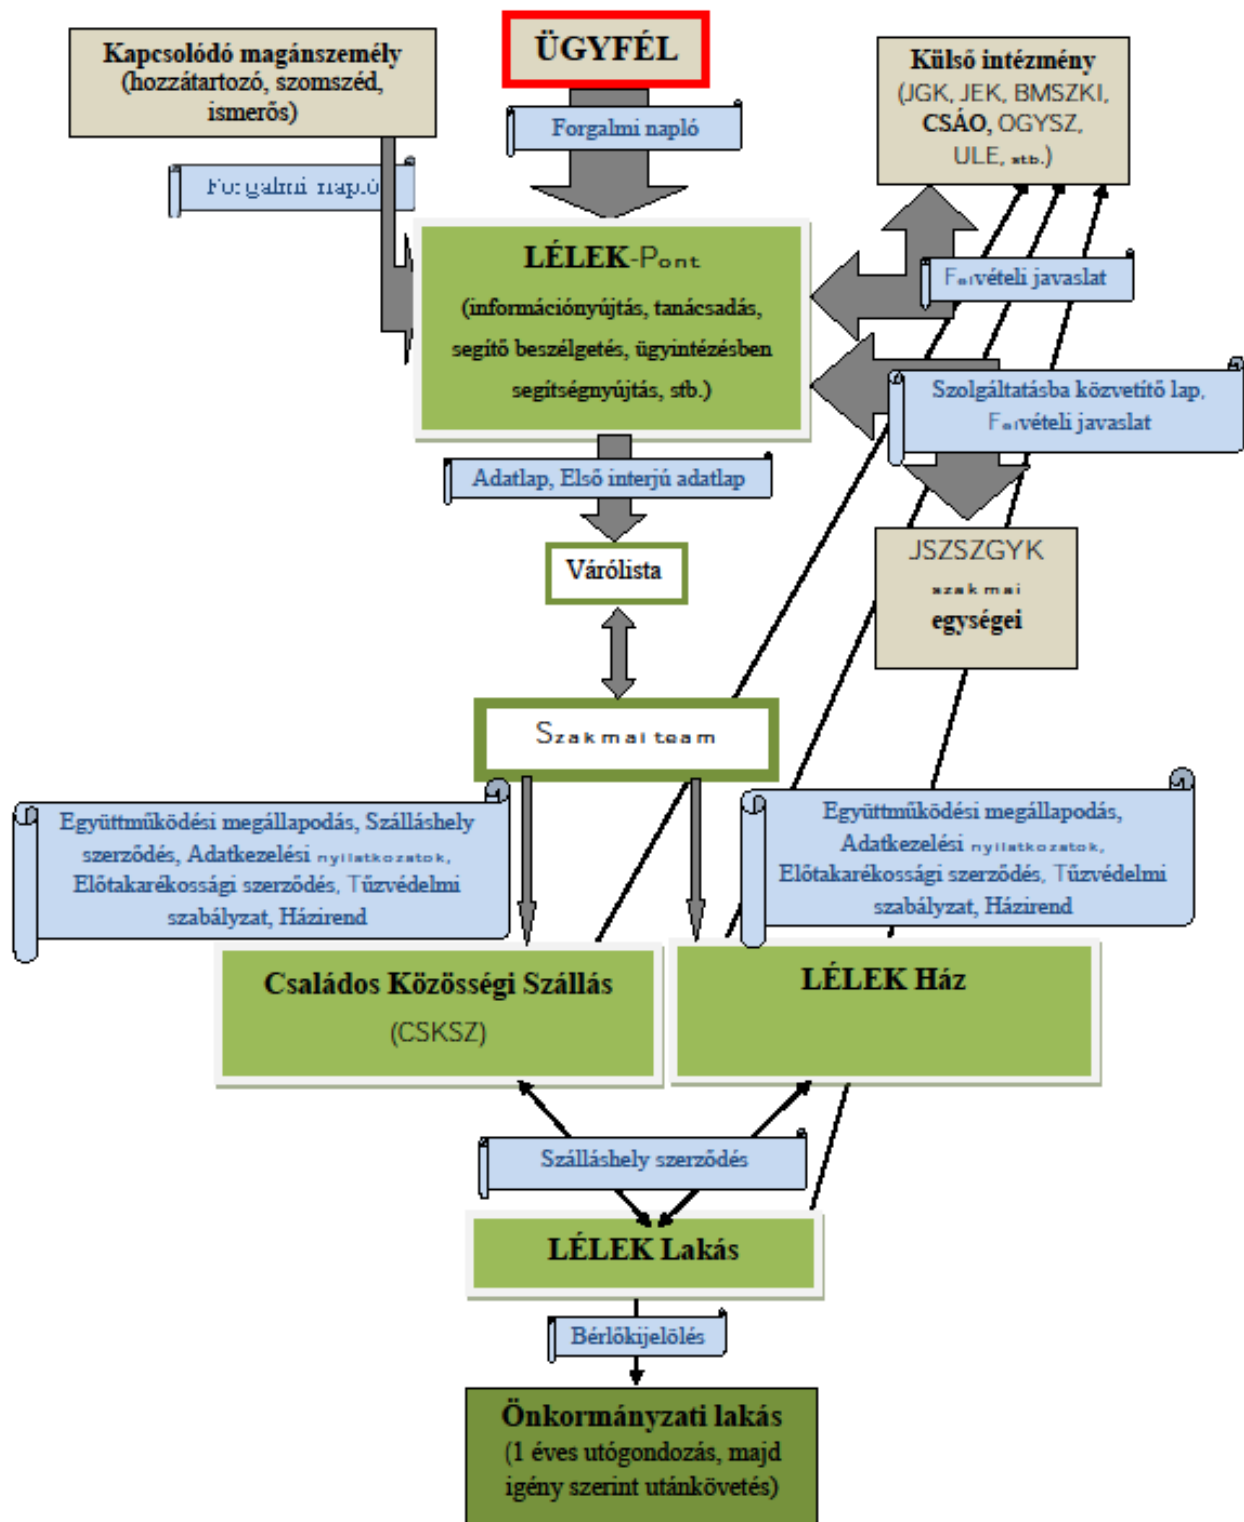 ÜGYFÉL
Kapcsolódó magánszemély
(hozzátartozó, szomszéd,
ismerős)
Külső intézmény
(JGK, JEK, BMSZKI,
CSÁO, OGYSZ,
ULE, stb.)
Forgalmi napló
Forgalmi napló
LÉLEK-Pont
(információnyújtás, tanácsadás,
segítő beszélgetés, ügyintézésben
segítségnyújtás, stb.)
Felvételi javaslat
Szolgáltatásba közvetítő lap,
Felvételi javaslat
Adatlap, Első interjú adatlap
Várólista
JSZSZGYK
szakmai
egységei
Szakmai team
Együttműködési megállapodás, Szálláshely
szerződés, Adatkezelési nyilatkozatok,
Előtakarékossági szerződés, Tűzvédelmi
szabályzat, Házirend
Együttműködési megállapodás,
Adatkezelési nyilatkozatok,
Előtakarékossági szerződés, Tűzvédelmi
szabályzat, Házirend
Családos Közösségi Szállás
(CSKSZ)
LÉLEK Ház
Szálláshely szerződés
LÉLEK Lakás
Bérlőkijelölés
Önkormányzati lakás
(1 éves utógondozás, majd
igény szerint utánkövetés)